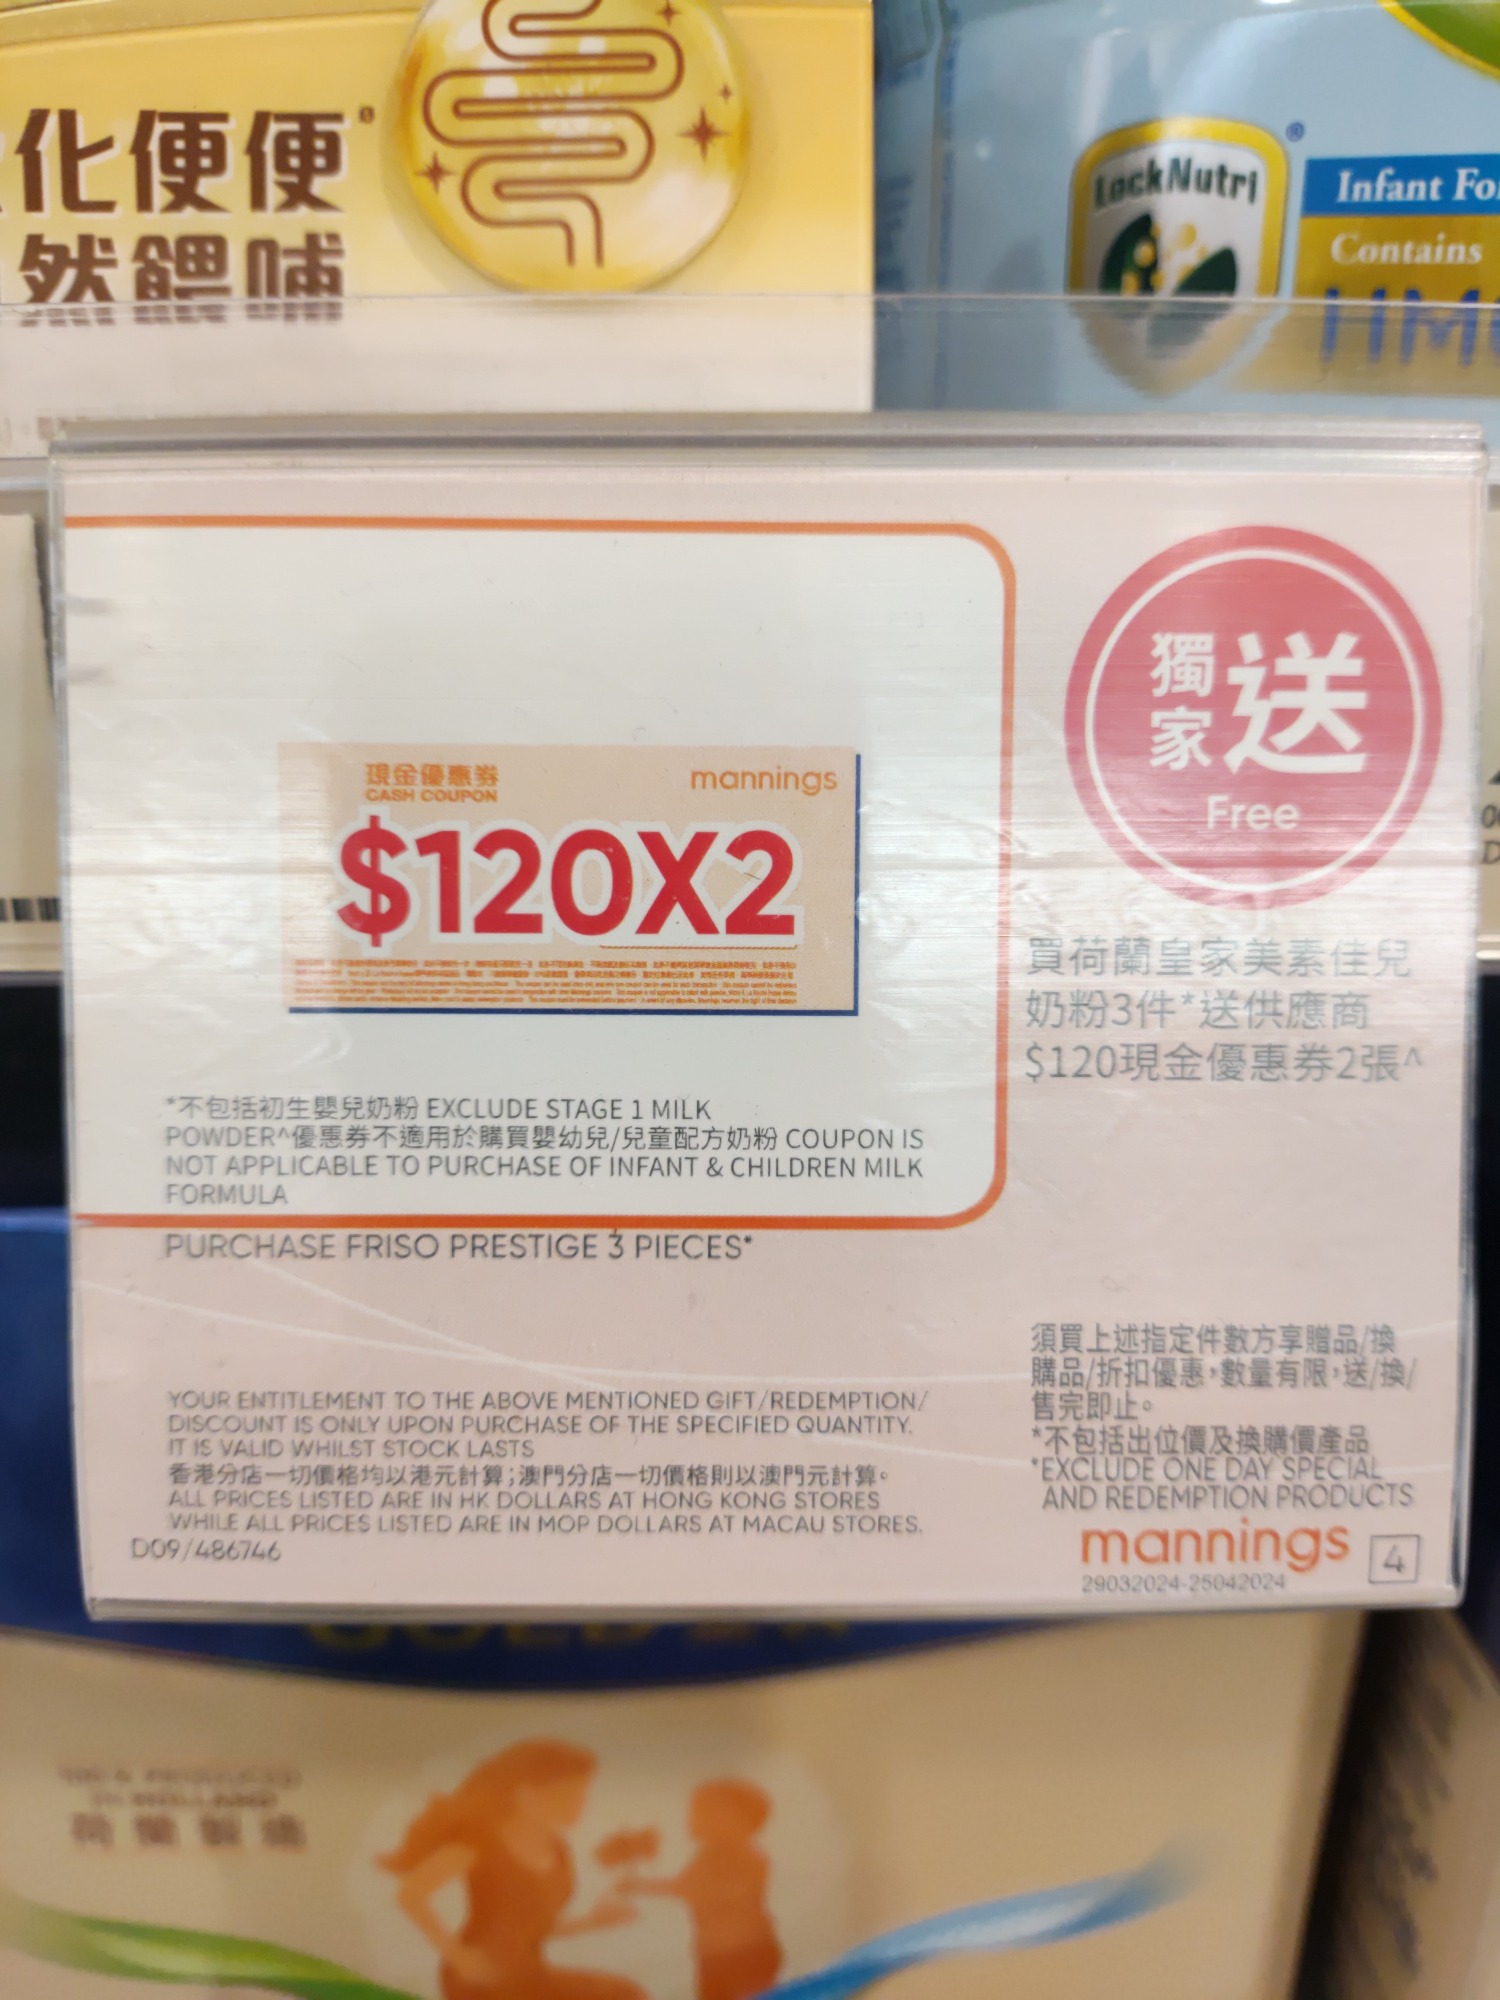 化便便
然餵哺
LockNutri®
Infant
Contains
HM
獨家送
Free
現金優惠券
CASH COUPON
mannings
$120X2
買荷蘭皇家美素佳兒
奶粉3件*送供應商
$120現金優惠券2張^
*不包括初生嬰兒奶粉 EXCLUDE STAGE 1 MILK
POWDER^優惠券不適用於購買嬰幼兒/兒童配方奶粉 COUPON IS
NOT APPLICABLE TO PURCHASE OF INFANT & CHILDREN MILK
FORMULA
PURCHASE FRISO PRESTIGE 3 PIECES*
須買上述指定件數方享贈品/換
購品/折扣優惠,數量有限,送/換/
售完即止。
*不包括出位價及換購價產品
*EXCLUDE ONE DAY SPECIAL
AND REDEMPTION PRODUCTS
YOUR ENTITLEMENT TO THE ABOVE MENTIONED GIFT/REDEMPTION/
DISCOUNT IS ONLY UPON PURCHASE OF THE SPECIFIED QUANTITY.
IT IS VALID WHILST STOCK LASTS
香港分店一切價格均以港元計算;澳門分店一切價格則以澳門元計算。
ALL PRICES LISTED ARE IN HK DOLLARS AT HONG KONG STORES
WHILE ALL PRICES LISTED ARE IN MOP DOLLARS AT MACAU STORES.
D09/486746
mannings
4
29032024-25042024
荷蘭製造